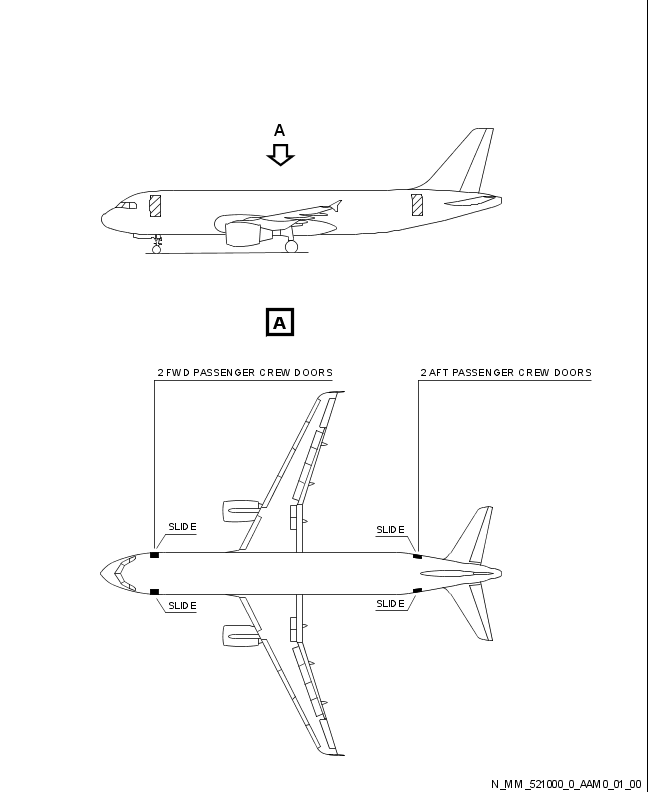 A
A
2 FWD PASSENGER CREW DOORS
2 AFT PASSENGER CREW DOORS
SLIDE
SLIDE
SLIDE
SLIDE
N_MM_521000_0_AAM0_01_00